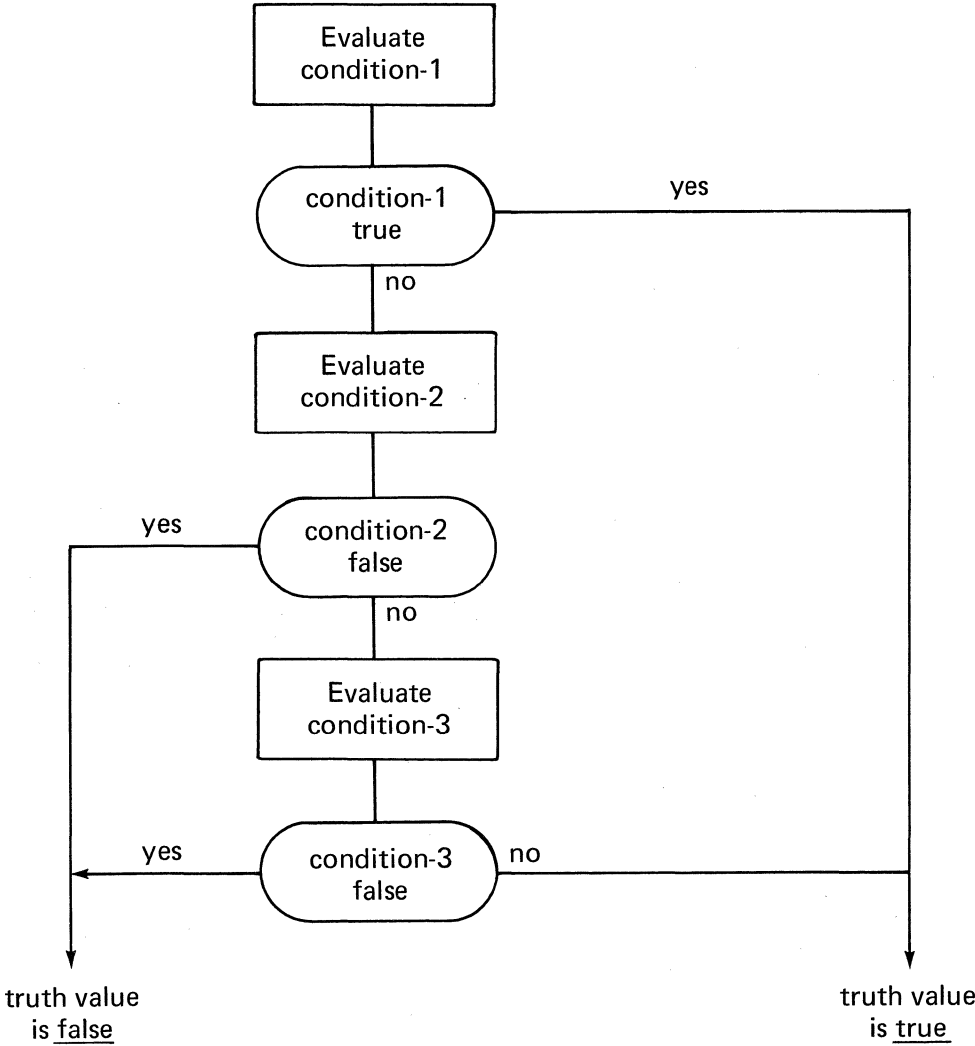 Evaluate
condition-1
condition-1
true
yes
no
Evaluate
condition-2
condition-2
false
yes
no
Evaluate
condition-3
condition-3
false
yes
no
truth value
is false
truth value
is true